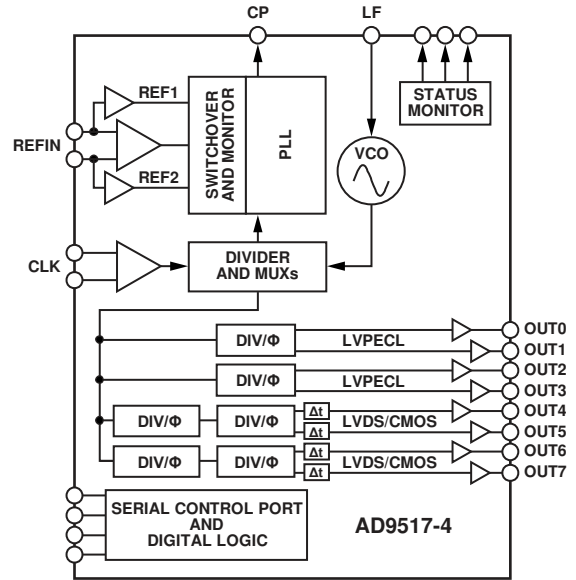 CP
LF
REF1
REFIN
REF2
SWITCHOVER
AND MONITOR
PLL
VCO
STATUS
MONITOR
CLK
DIVIDER
AND MUXs
DIV/Φ
LVPECL
OUT0
OUT1
DIV/Φ
LVPECL
OUT2
OUT3
DIV/Φ
DIV/Φ
Δt
Δt
LVDS/CMOS
OUT4
OUT5
DIV/Φ
DIV/Φ
Δt
Δt
LVDS/CMOS
OUT6
OUT7
SERIAL CONTROL PORT
AND
DIGITAL LOGIC
AD9517-4